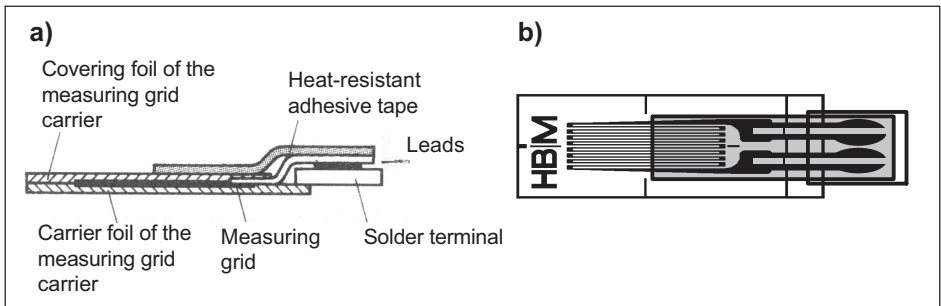 a)
Covering foil of the
measuring grid
carrier
Heat-resistant
adhesive tape
Leads
Carrier foil of the
measuring grid
carrier
Measuring
grid
Solder terminal
b)
HBM